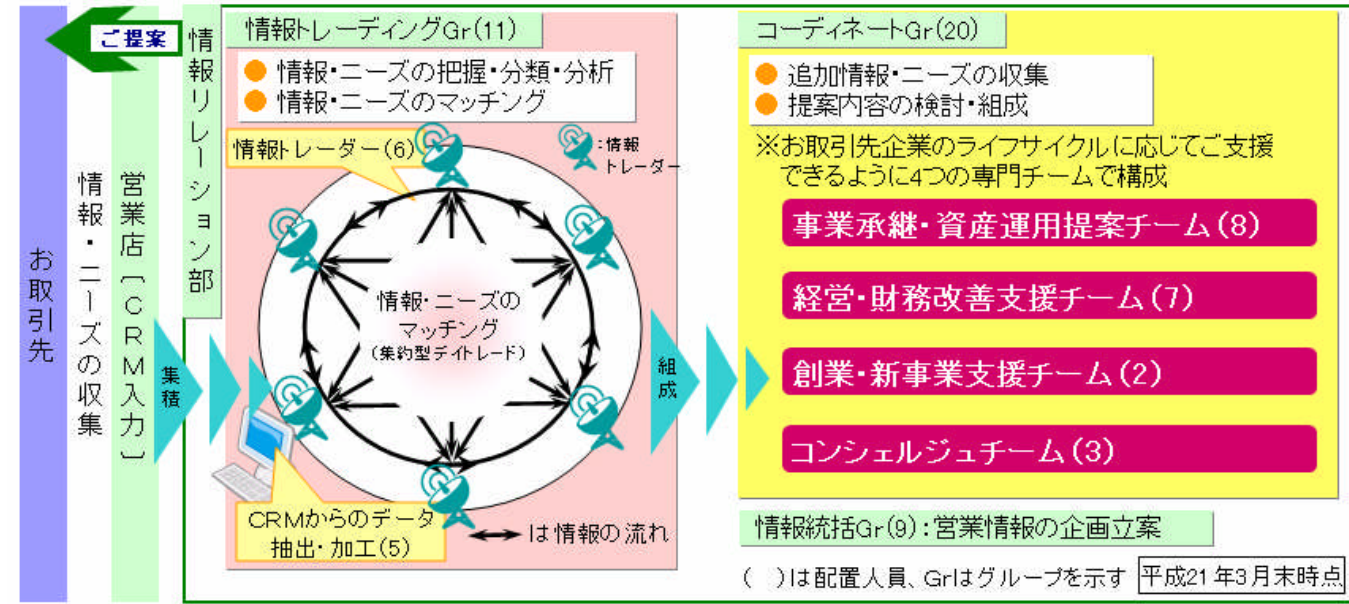 ご提案
お取引先
情報・ニーズの収集
営業店〔CRM入力〕
集積
情報リレーション部
情報トレーディングGr(11)
●情報・ニーズの把握・分類・分析
●情報・ニーズのマッチング
情報トレーダー(6)
:情報
トレーダー
情報・ニーズの
マッチング
(集約型デイトレード)
CRMからのデータ
抽出・加工(5)
は情報の流れ
組成
コーディネートGr(20)
●追加情報・ニーズの収集
●提案内容の検討・組成
※お取引先企業のライフサイクルに応じてご支援
できるように4つの専門チームで構成
事業承継・資産運用提案チーム(8)
経営・財務改善支援チーム(7)
創業・新事業支援チーム(2)
コンシェルジュチーム(3)
情報統括Gr(9):営業情報の企画立案
(　)は配置人員、Grはグループを示す
平成21年3月末時点